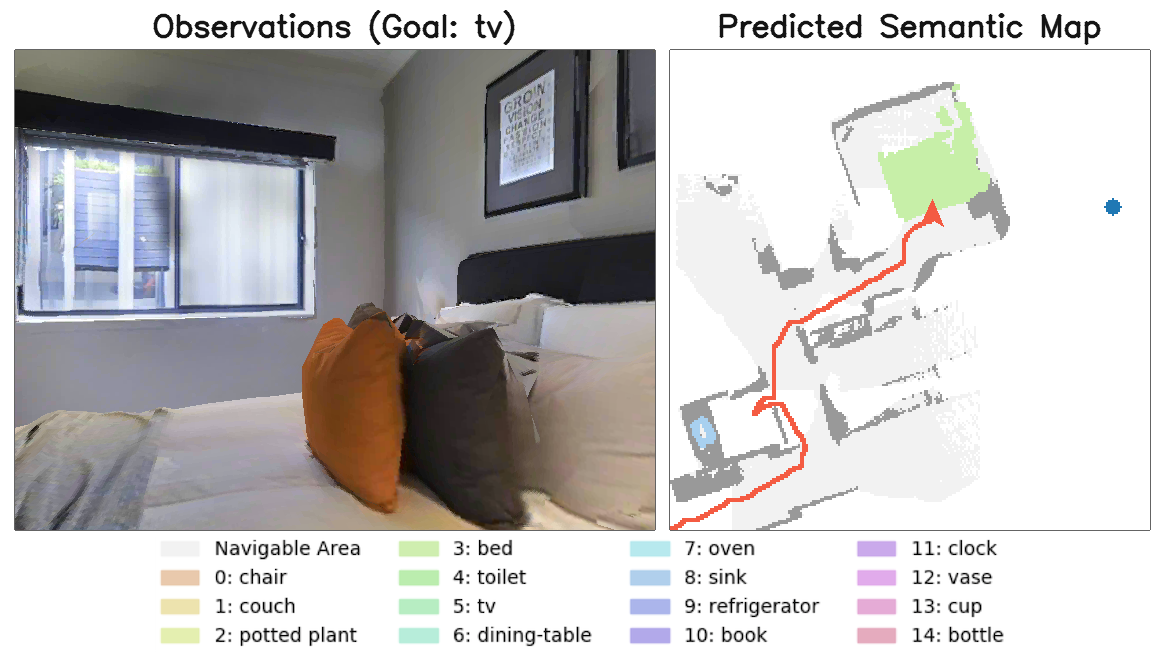 Observations (Goal: tv)
Predicted Semantic Map
GROW
VISION
CHANGE
Navigable Area
0: chair
1: couch
2: potted plant
3: bed
4: toilet
5: tv
6: dining-table
7: oven
8: sink
9: refrigerator
10: book
11: clock
12: vase
13: cup
14: bottle